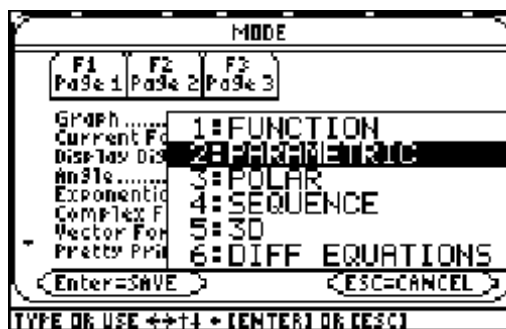 MODE
F1 F2 F3
Page 1 Page 2 Page 3
Graph......
Current Fo
Display Dig
Angle......
Exponentia
Complex F
Vector For
Pretty Prin
1:FUNCTION
2:PARAMETRIC
3:POLAR
4:SEQUENCE
5:3D
6:DIFF EQUATIONS
Enter=SAVE ESC=CANCEL
TYPE OR USE ←→↑↓ + [ENTER] OR [ESC]